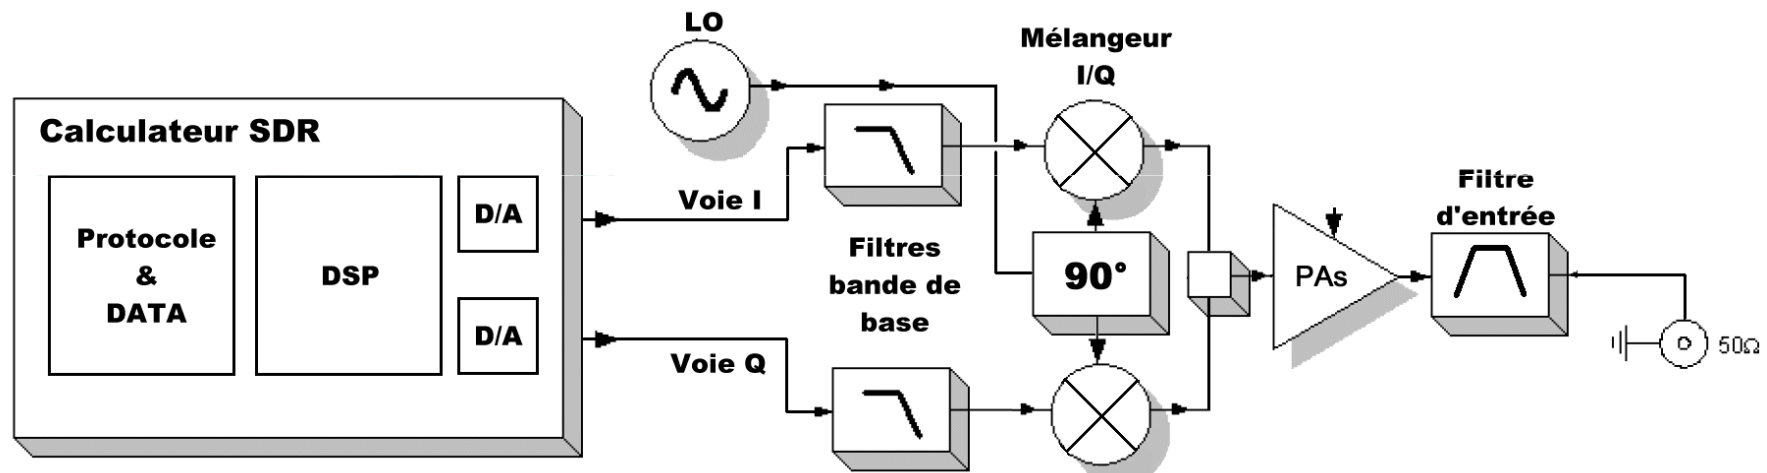 LO
Mélangeur
I/Q
Calculateur SDR
Protocole
&
DATA
DSP
D/A
D/A
Voie I
Voie Q
Filtres
bande de
base
90°
PAs
Filtre
d'entrée
50Ω